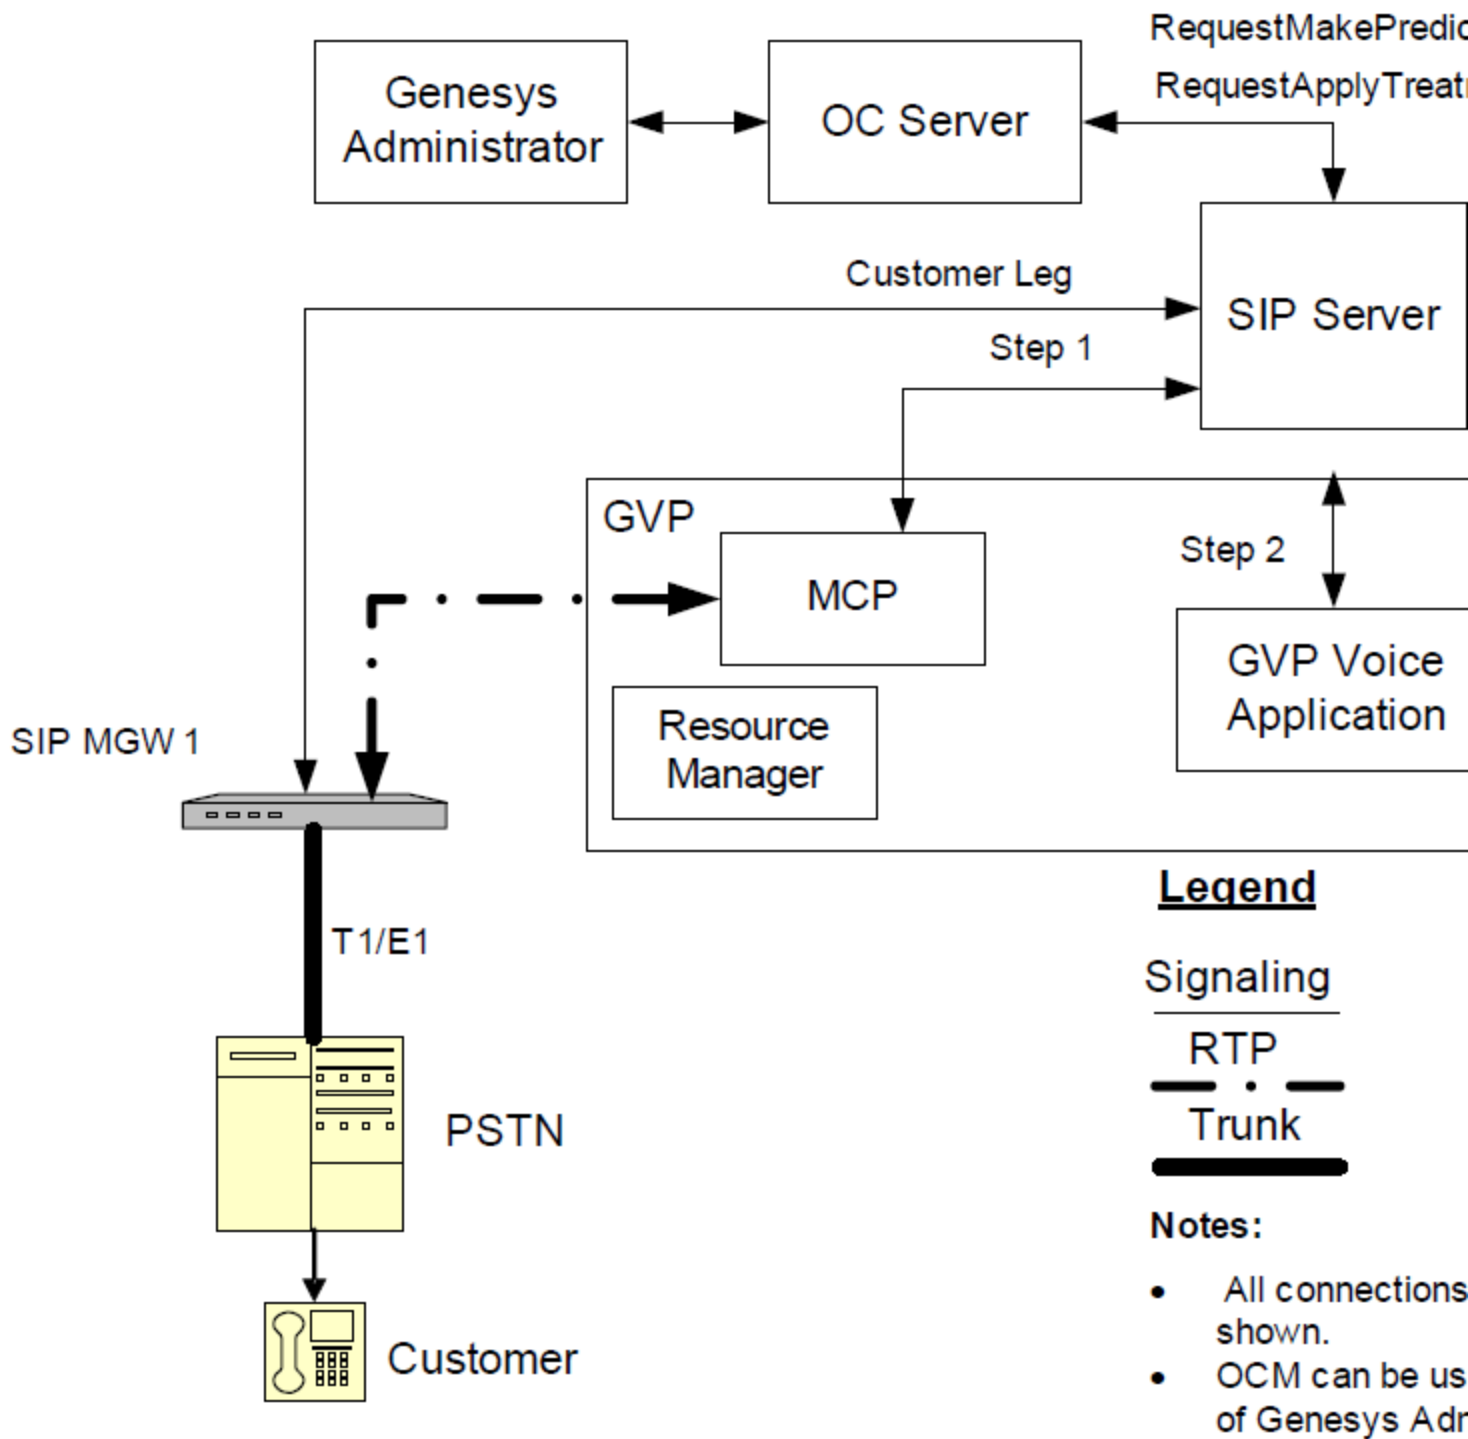 RequestMakePredic
RequestApplyTreat
Genesys
Administrator
OC Server
Customer Leg
SIP Server
Step 1
GVP
MCP
Step 2
GVP Voice
Application
Resource
Manager
SIP MGW 1
T1/E1
PSTN
Customer
Legend
Signaling
RTP
Trunk
Notes:
• All connections
shown.
• OCM can be us
of Genesys Adr